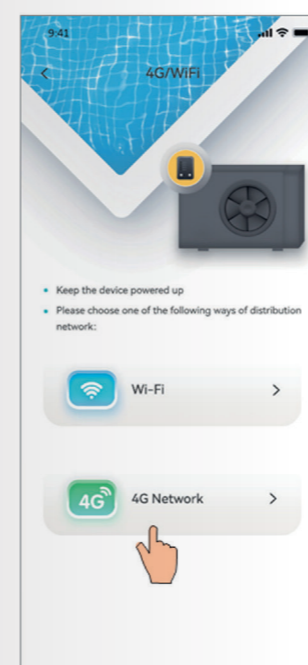 9:41
4G/WiFi
• Keep the device powered up
• Please choose one of the following ways of distribution
network:
Wi-Fi
4G
4G Network